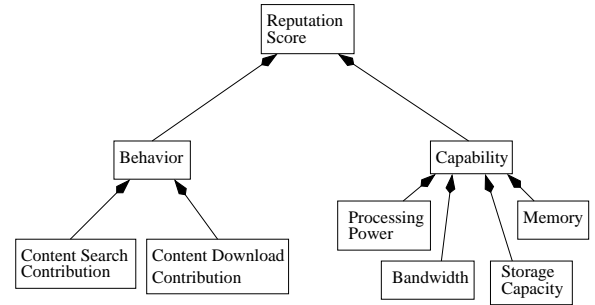 Reputation
Score
Behavior
Capability
Content Search
Contribution
Content Download
Contribution
Processing
Power
Bandwidth
Storage
Capacity
Memory